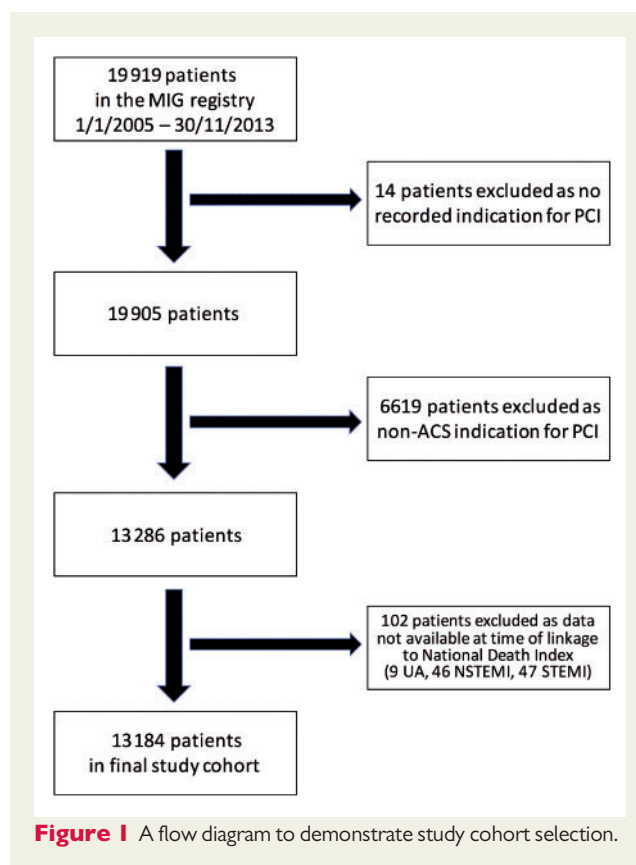 19 919 patients
in the MIG registry
1/1/2005 – 30/11/2013
14 patients excluded as no
recorded indication for PCI
19 905 patients
6619 patients excluded as
non-ACS indication for PCI
13 286 patients
102 patients excluded as data
not available at time of linkage
to National Death Index
(9 UA, 46 NSTEMI, 47 STEMI)
13 184 patients
in final study cohort
Figure 1 A flow diagram to demonstrate study cohort selection.